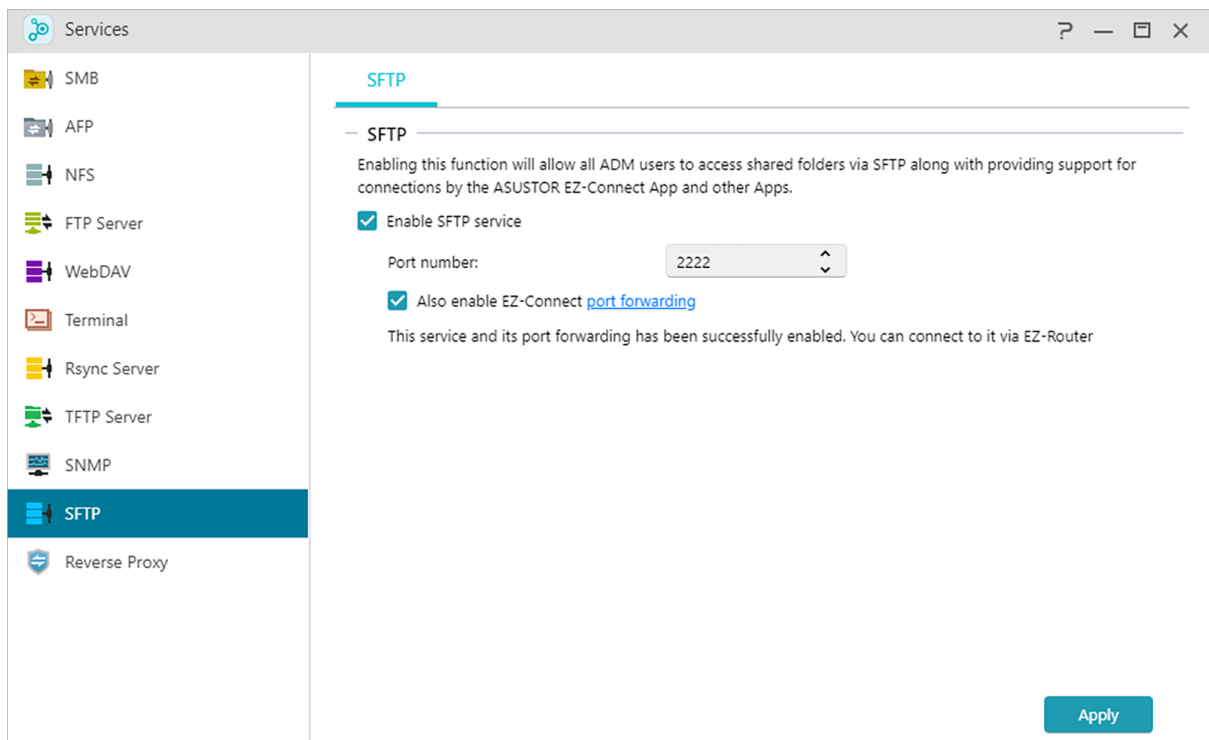 Services
SMB
AFP
NFS
FTP Server
WebDAV
Terminal
Rsync Server
TFTP Server
SNMP
SFTP
Reverse Proxy
SFTP
SFTP
Enabling this function will allow all ADM users to access shared folders via SFTP along with providing support for
connections by the ASUSTOR EZ-Connect App and other Apps.
Enable SFTP service
Port number: 2222
Also enable EZ-Connect port forwarding
This service and its port forwarding has been successfully enabled. You can connect to it via EZ-Router
Apply